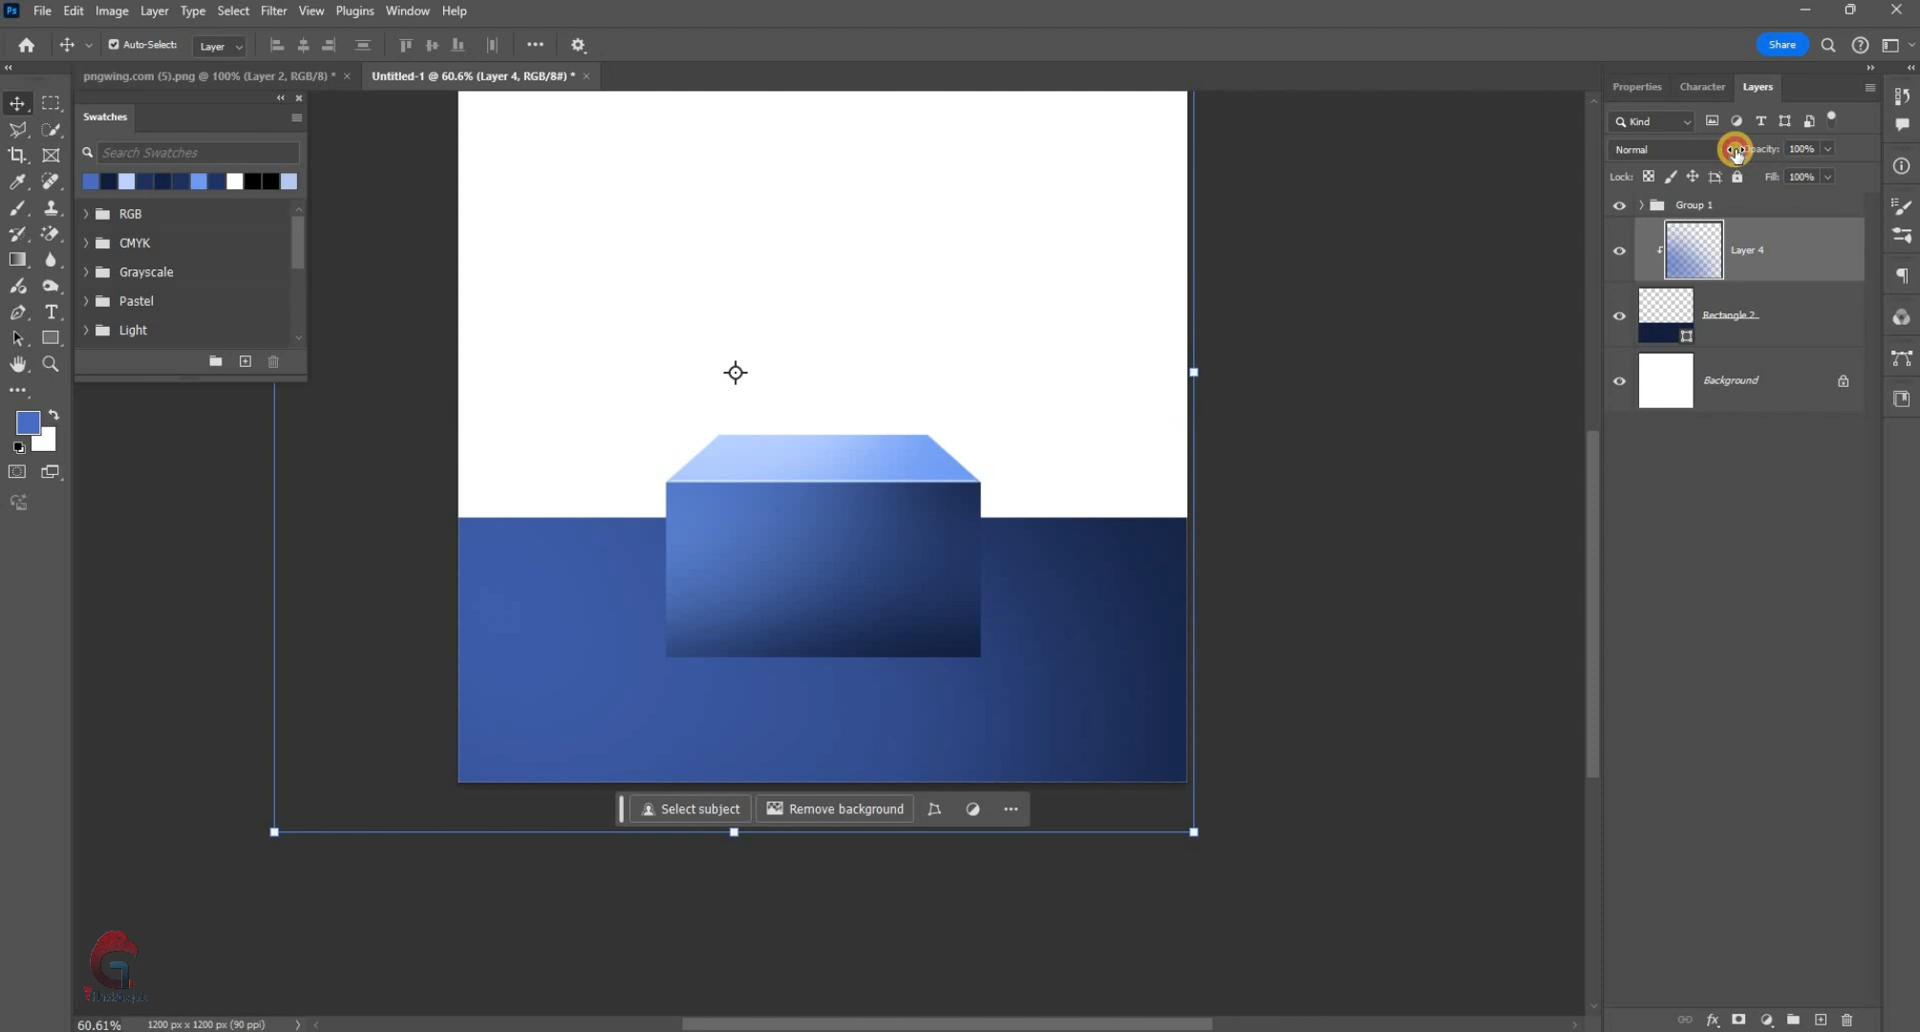 Ps File Edit Image Layer Type Select Filter View Plugins Window Help
Auto-Select: Layer Share
pngwing.com (5).png @ 100% (Layer 2, RGB/8) * × Untitled-1 @ 60.6% (Layer 4, RGB/8#) * ×
Swatches
Search Swatches
RGB
CMYK
Grayscale
Pastel
Light
Properties Character Layers
Kind
Normal Opacity: 100%
Lock: Fill: 100%
Group 1
Layer 4
Rectangle 2
Background
Select subject Remove background
60.61% 1200 px x 1200 px (90 ppi)